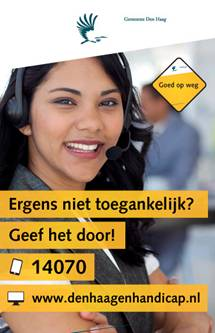 Gemeente Den Haag
Goed op weg
Ergens niet toegankelijk?
Geef het door!
14070
www.denhaagenhandicap.nl